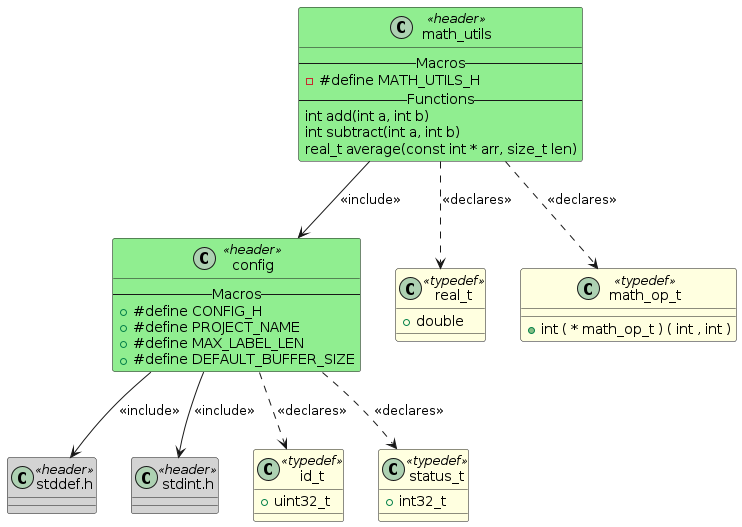 C «header»
math_utils
Macros
#define MATH_UTILS_H
Functions
int add(int a, int b)
int subtract(int a, int b)
real_t average(const int * arr, size_t len)
«include»
«declares»
«declares»
C «header»
config
Macros
#define CONFIG_H
#define PROJECT_NAME
#define MAX_LABEL_LEN
#define DEFAULT_BUFFER_SIZE
C «typedef»
real_t
double
C «typedef»
math_op_t
int ( * math_op_t ) ( int , int )
«include»
«include»
«declares»
«declares»
C «header»
stddef.h
C «header»
stdint.h
C «typedef»
id_t
uint32_t
C «typedef»
status_t
int32_t